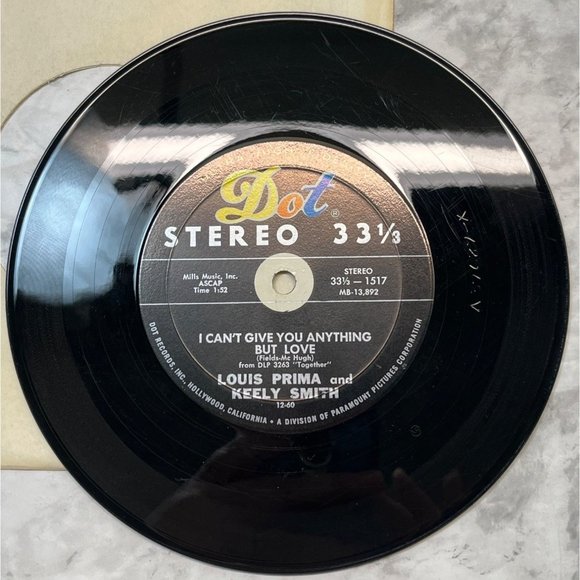 Dot®
STEREO 33⅓
Mills Music, Inc.
ASCAP
Time 1:52
STEREO
33⅓ — 1517
MB-13,892
I CAN'T GIVE YOU ANYTHING
BUT LOVE
(Fields-Mc Hugh)
from DLP 3263 "Together"
LOUIS PRIMA and
KEELY SMITH
12-60
DOT RECORDS, INC., HOLLYWOOD, CALIFORNIA • A DIVISION OF PARAMOUNT PICTURES CORPORATION